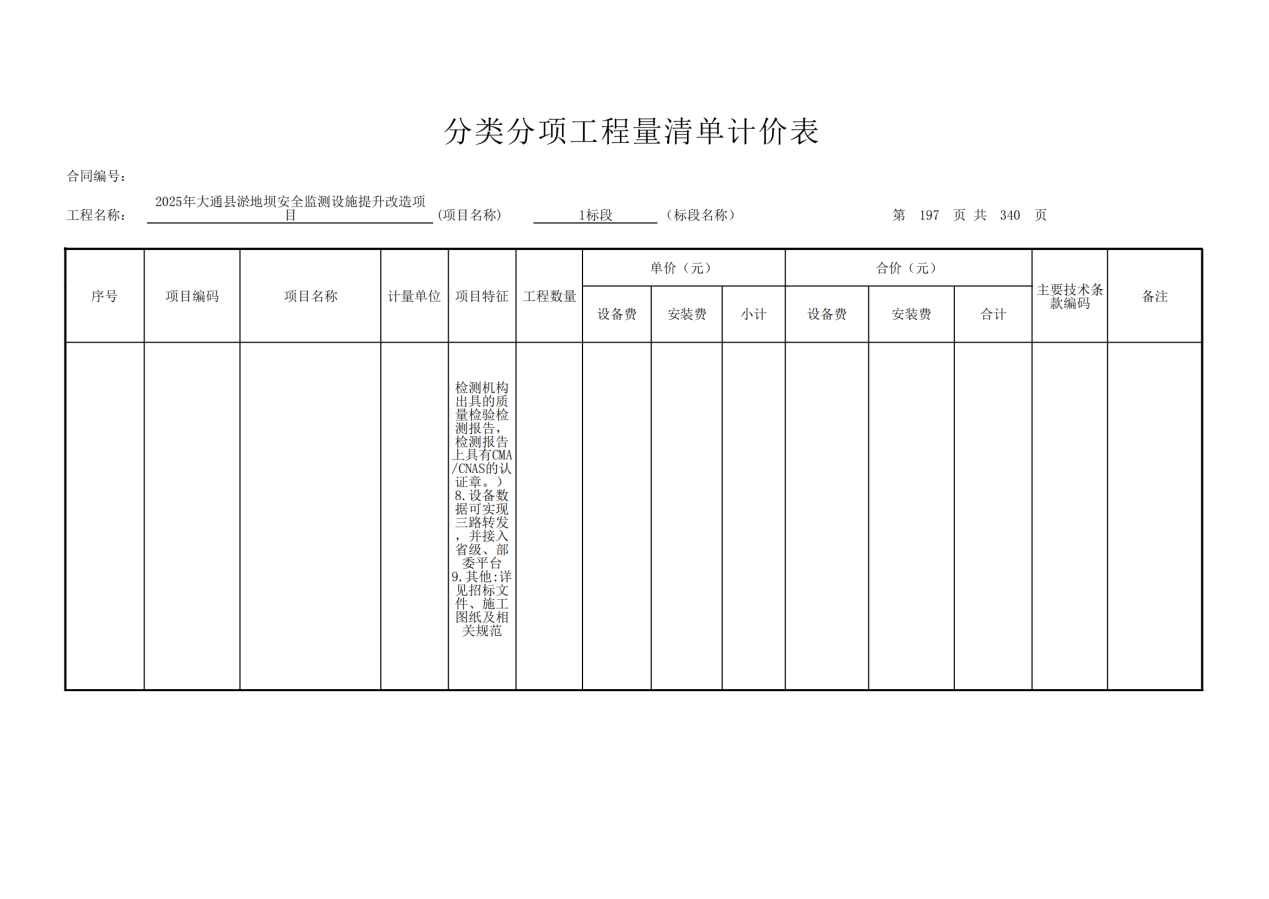 分类分项工程量清单计价表
合同编号：
2025年大通县淤地坝安全监测设施提升改造项
工程名称： 目 (项目名称) 1标段 （标段名称） 第 197 页 共 340 页
单价（元） 合价（元）
序号 项目编码 项目名称 计量单位 项目特征 工程数量 主要技术条
款编码 备注
设备费 安装费 小计 设备费 安装费 合计
检测机构
出具的质
量检验检
测报告，
检测报告
上具有CMA
/CNAS的认
证章。）
8.设备数
据可实现
三路转发
，并接入
省级、部
委平台
9.其他:详
见招标文
件、施工
图纸及相
关规范